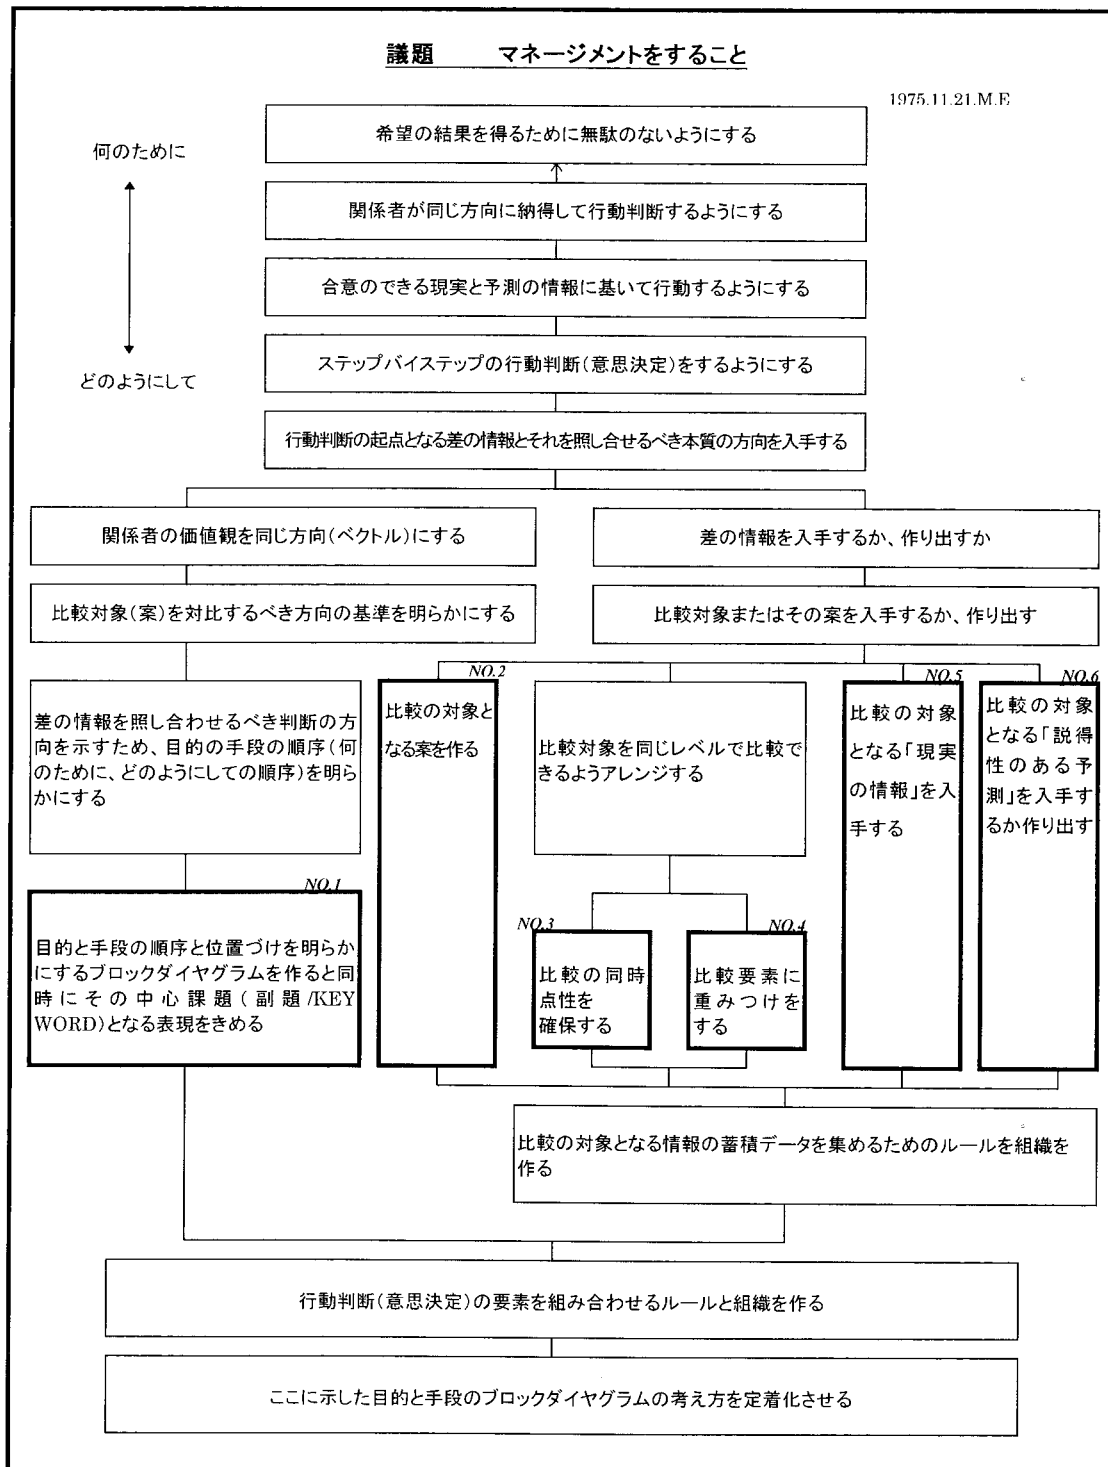 議題　マネージメントをすること
1975.11.21.M.E
何のために
どのようにして
希望の結果を得るために無駄のないようにする
関係者が同じ方向に納得して行動判断するようにする
合意のできる現実と予測の情報に基いて行動するようにする
ステップバイステップの行動判断(意思決定)をするようにする
行動判断の起点となる差の情報とそれを照し合せるべき本質の方向を入手する
関係者の価値観を同じ方向(ベクトル)にする
差の情報を入手するか、作り出すか
比較対象(案)を対比するべき方向の基準を明らかにする
比較対象またはその案を入手するか、作り出す
差の情報を照し合わせるべき判断の方
向を示すため、目的の手段の順序(何
のために、どのようにしての順序)を明ら
かにする
NO.1
目的と手段の順序と位置づけを明らか
にするブロックダイヤグラムを作ると同
時にその中心課題(副題/KEY
WORD)となる表現をきめる
NO.2
比較の対象と
なる案を作る
比較対象を同じレベルで比較で
きるようアレンジする
NO.3
比較の同時
点性を
確保する
NO.4
比較要素に
重みつけを
する
NO.5
比較の対象
となる「現実
の情報」を入
手する
NO.6
比較の対象
となる「説得
性のある予
測」を入手す
るか作り出す
比較の対象となる情報の蓄積データを集めるためのルールを組織を
作る
行動判断(意思決定)の要素を組み合わせるルールと組織を作る
ここに示した目的と手段のブロックダイヤグラムの考え方を定着化させる